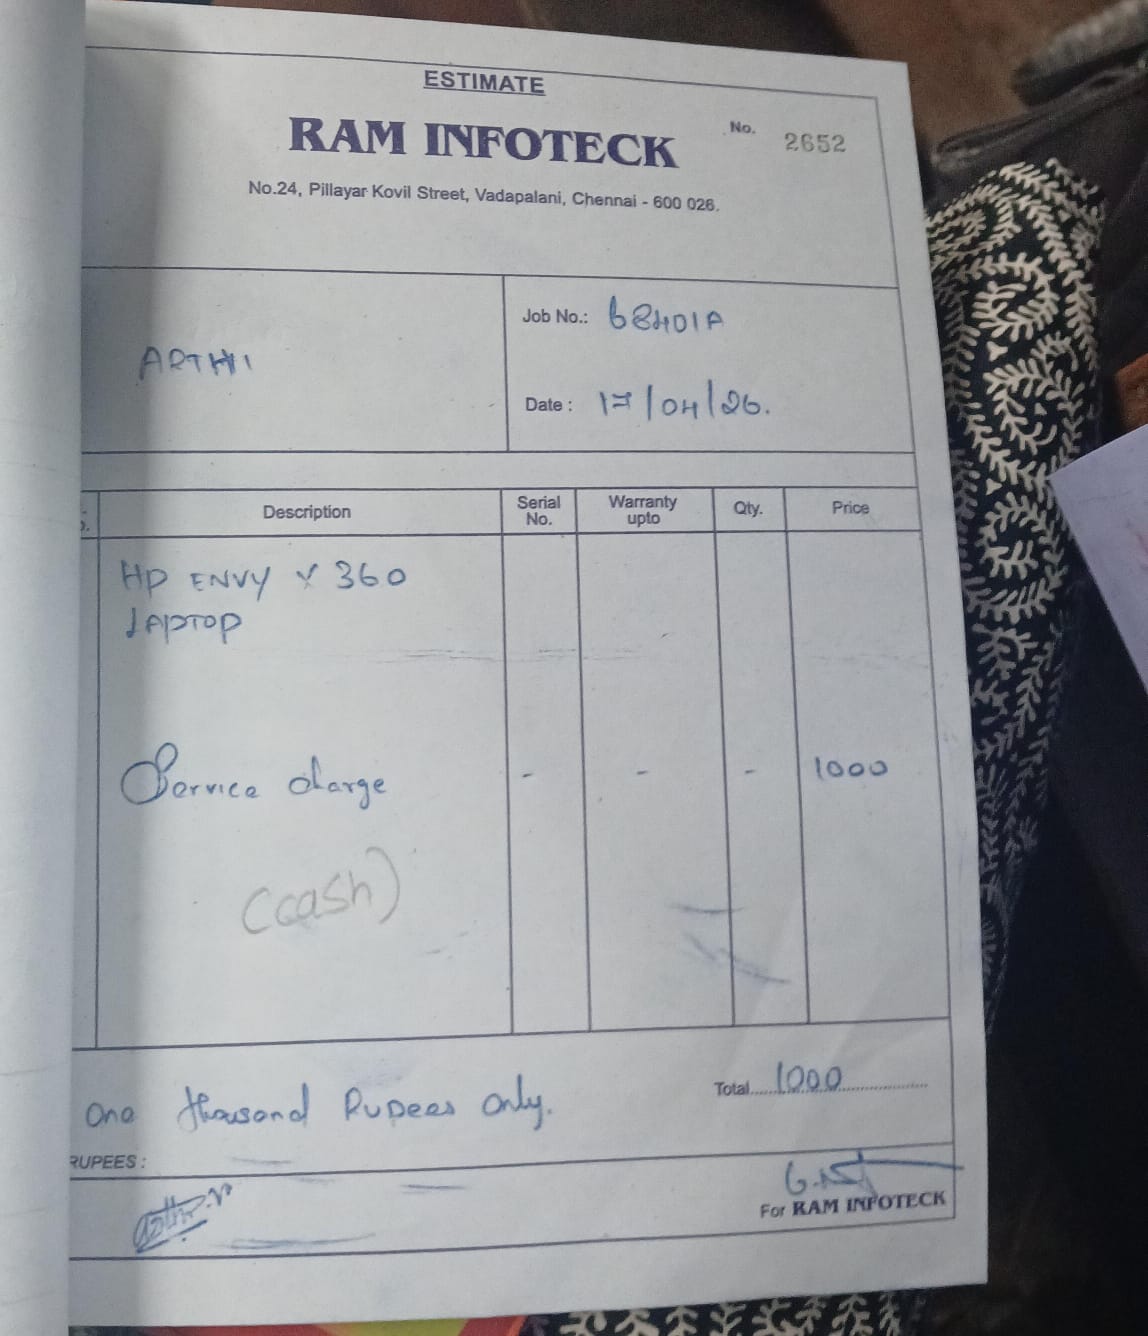 ESTIMATE
RAM INFOTECK
No. 2652
No.24, Pillayar Kovil Street, Vadapalani, Chennai - 600 026.
ARTHI
Job No.: 68401A
Date : 17/04/26.
Description Serial No. Warranty upto Qty. Price
HP ENVY X 360
LAPTOP
Service charge - - - 1000
(cash)
One thousand Rupees Only.
Total.....1000
RUPEES :
For RAM INFOTECK